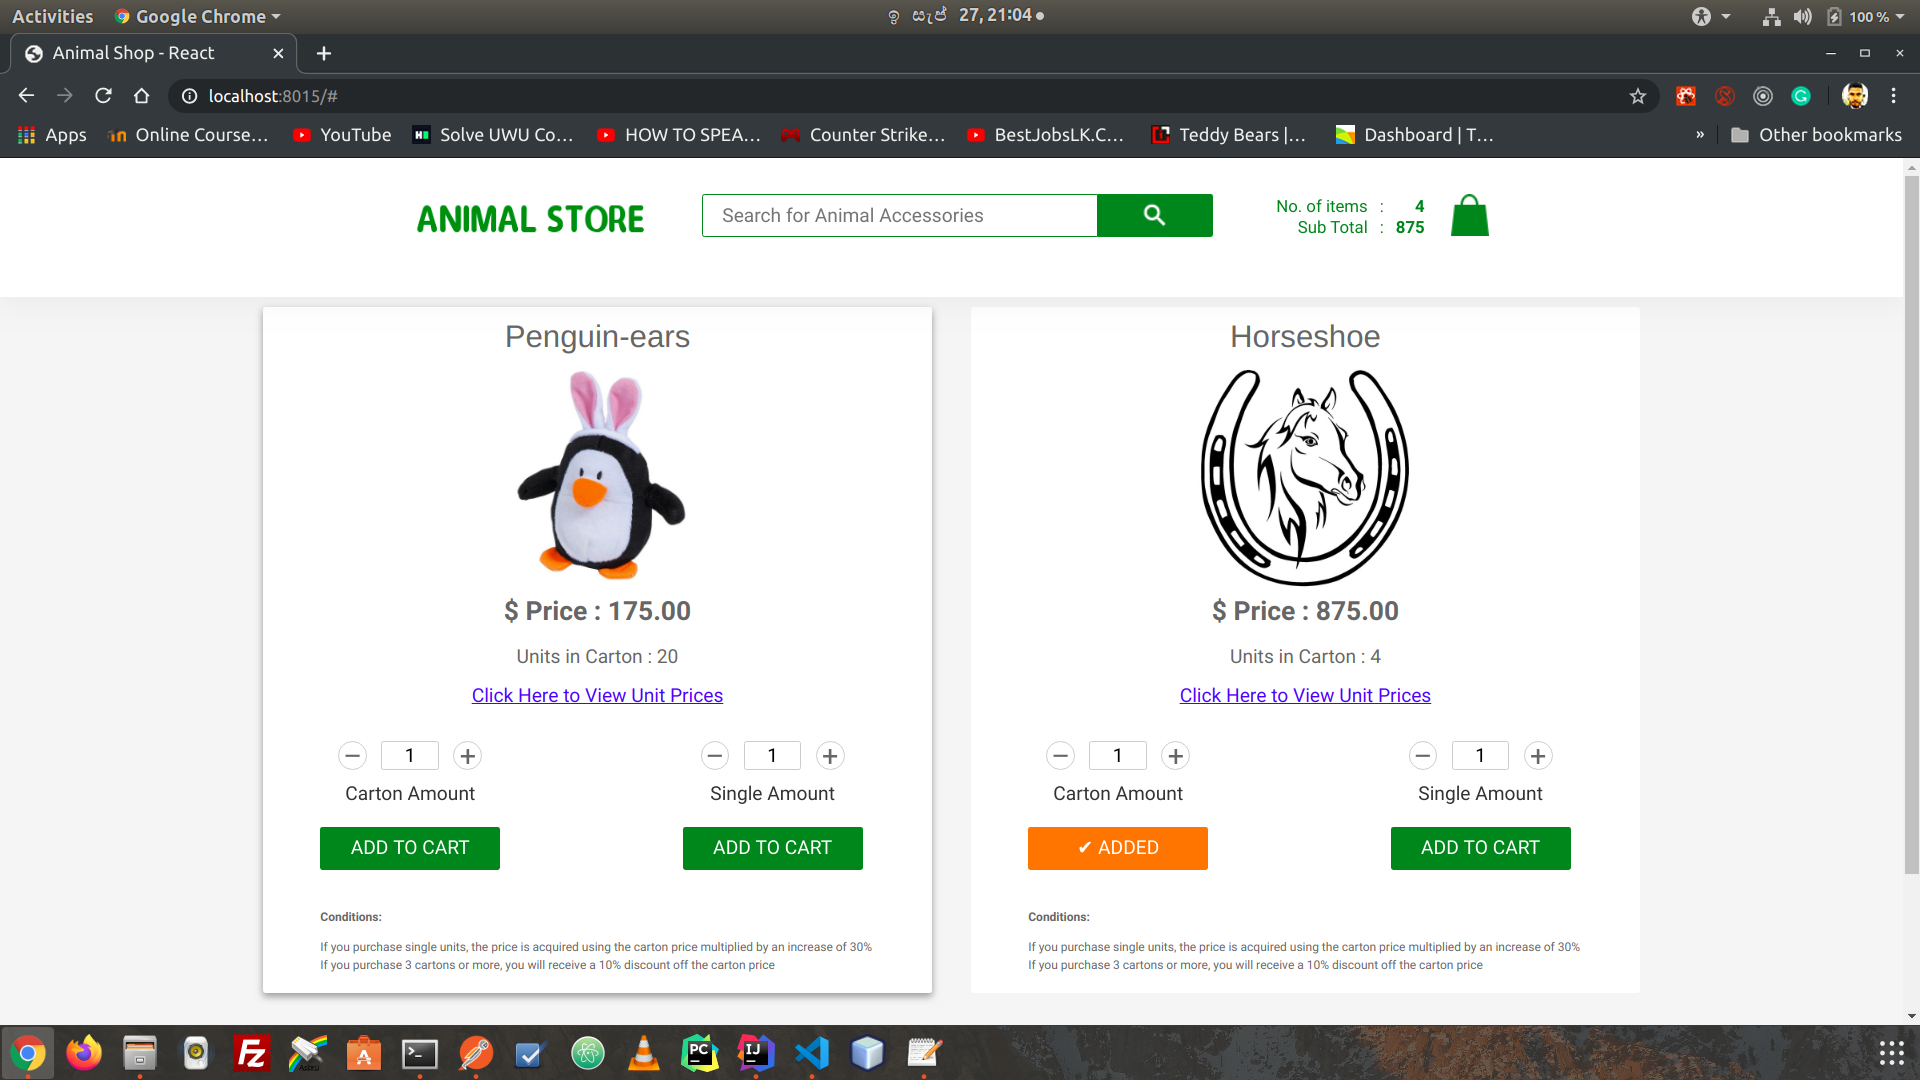 Activities Google Chrome ඉ සැප් 27, 21:04 100 %
Animal Shop - React
localhost:8015/#
Apps Online Course... YouTube Solve UWU Co... HOW TO SPEA... Counter Strike... BestJobsLK.C... Teddy Bears |... Dashboard | T... » Other bookmarks
ANIMAL STORE
Search for Animal Accessories
No. of items : 4
Sub Total : 875
Penguin-ears
$ Price : 175.00
Units in Carton : 20
Click Here to View Unit Prices
1 1
Carton Amount Single Amount
ADD TO CART ADD TO CART
Conditions:
If you purchase single units, the price is acquired using the carton price multiplied by an increase of 30%
If you purchase 3 cartons or more, you will receive a 10% discount off the carton price
Horseshoe
$ Price : 875.00
Units in Carton : 4
Click Here to View Unit Prices
1 1
Carton Amount Single Amount
✔ ADDED ADD TO CART
Conditions:
If you purchase single units, the price is acquired using the carton price multiplied by an increase of 30%
If you purchase 3 cartons or more, you will receive a 10% discount off the carton price
Fz PC IJ